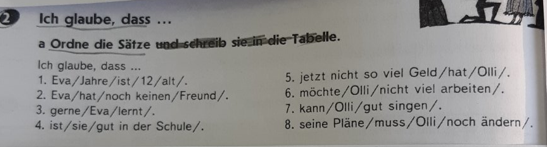 2 Ich glaube, dass ...
a Ordne die Sätze und schreib sie in die Tabelle.
Ich glaube, dass ...
1. Eva/Jahre/ist/12/alt/.
2. Eva/hat/noch keinen/Freund/.
3. gerne/Eva/lernt/.
4. ist/sie/gut in der Schule/.
5. jetzt nicht so viel Geld/hat/Olli/.
6. möchte/Olli/nicht viel arbeiten/.
7. kann/Olli/gut singen/.
8. seine Pläne/muss/Olli/noch ändern/.